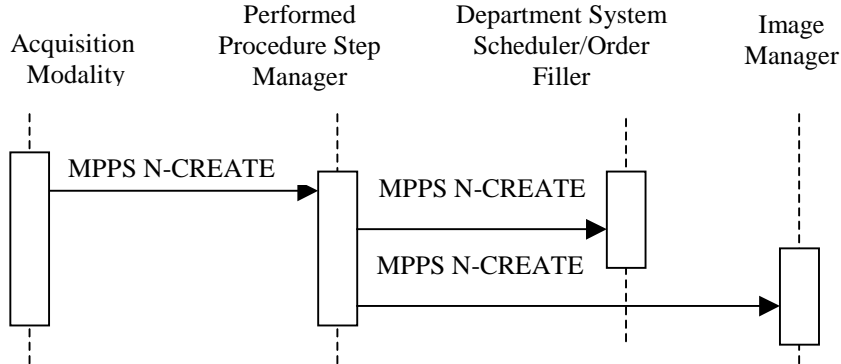 Acquisition
Modality
Performed
Procedure Step
Manager
Department System
Scheduler/Order
Filler
Image
Manager
MPPS N-CREATE
MPPS N-CREATE
MPPS N-CREATE